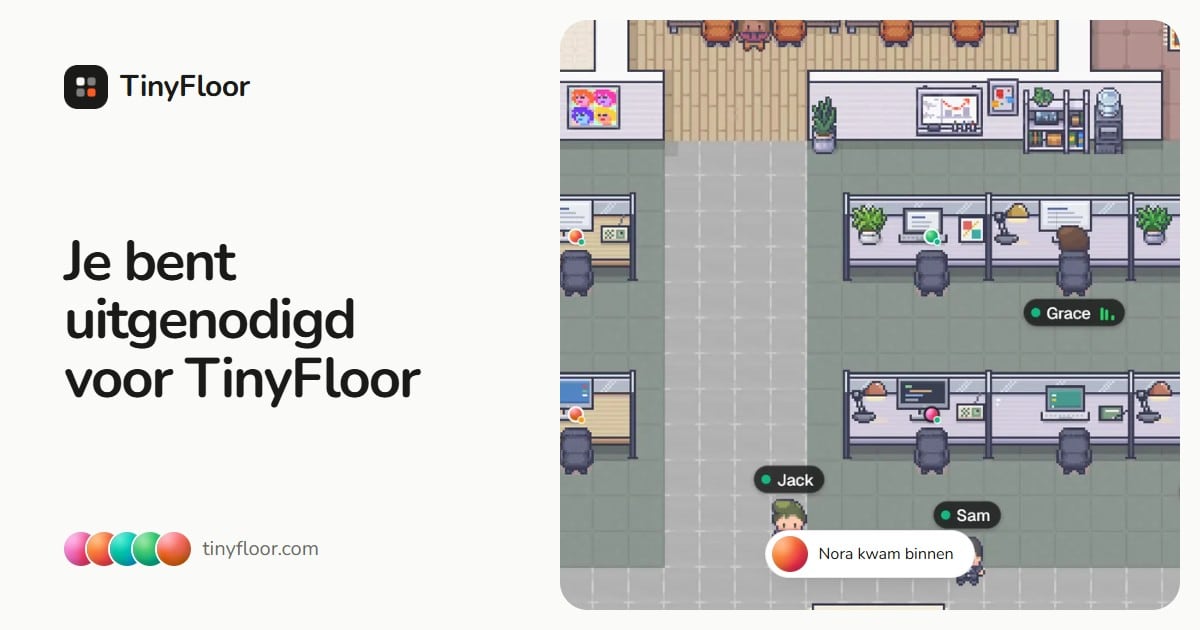 TinyFloor
Je bent
uitgenodigd
voor TinyFloor
tinyfloor.com
Grace
Jack
Sam
Nora kwam binnen